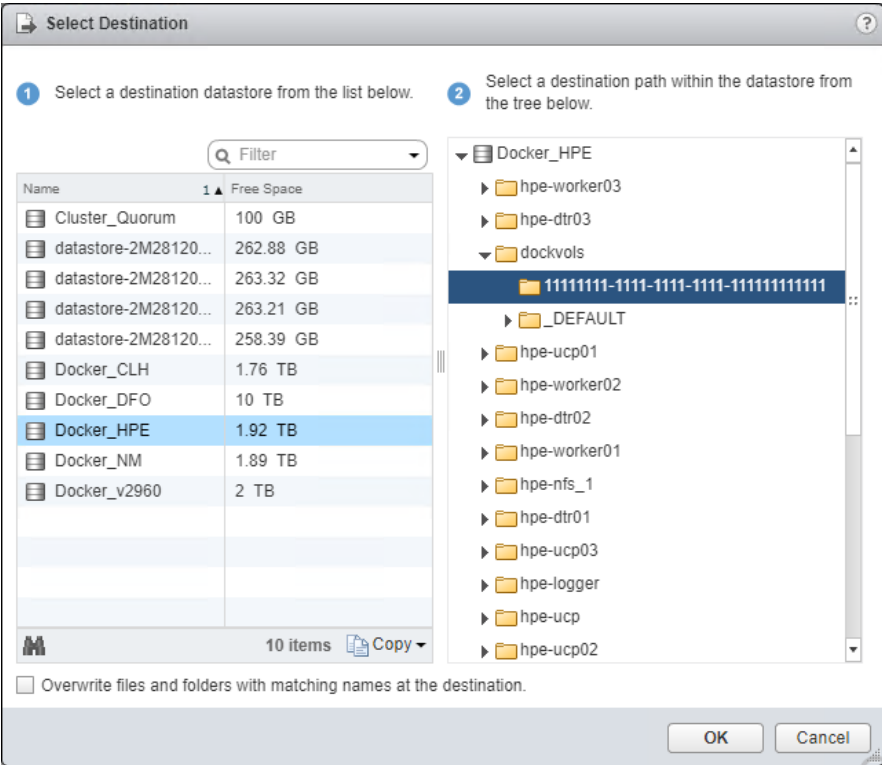 Select Destination
?
1 Select a destination datastore from the list below.
2 Select a destination path within the datastore from
the tree below.
Filter
Name 1 Free Space
Cluster_Quorum 100 GB
datastore-2M28120... 262.88 GB
datastore-2M28120... 263.32 GB
datastore-2M28120... 263.21 GB
datastore-2M28120... 258.39 GB
Docker_CLH 1.76 TB
Docker_DFO 10 TB
Docker_HPE 1.92 TB
Docker_NM 1.89 TB
Docker_v2960 2 TB
10 items Copy
Docker_HPE
hpe-worker03
hpe-dtr03
dockvols
11111111-1111-1111-1111-111111111111
_DEFAULT
hpe-ucp01
hpe-worker02
hpe-dtr02
hpe-worker01
hpe-nfs_1
hpe-dtr01
hpe-ucp03
hpe-logger
hpe-ucp
hpe-ucp02
Overwrite files and folders with matching names at the destination.
OK
Cancel